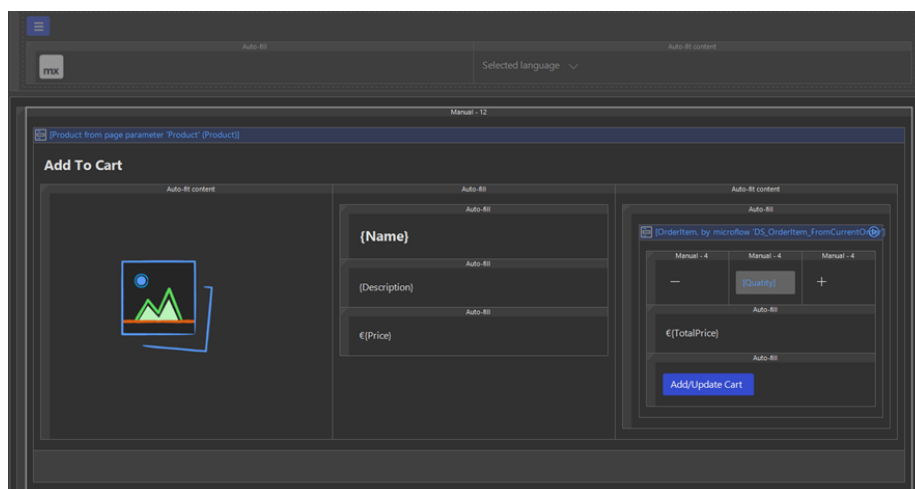 Auto-fill
Auto-fit content
mx
Selected language
Manual - 12
[Product from page parameter 'Product' (Product)]
Add To Cart
Auto-fit content
Auto-fill
Auto-fit content
Auto-fill
{Name}
Auto-fill
{Description}
Auto-fill
€{Price}
Auto-fill
[OrderItem, by microflow 'DS_OrderItem_FromCurrentOrder']
Manual - 4
Manual - 4
Manual - 4
{Quatity}
Auto-fill
€{TotalPrice}
Auto-fill
Add/Update Cart